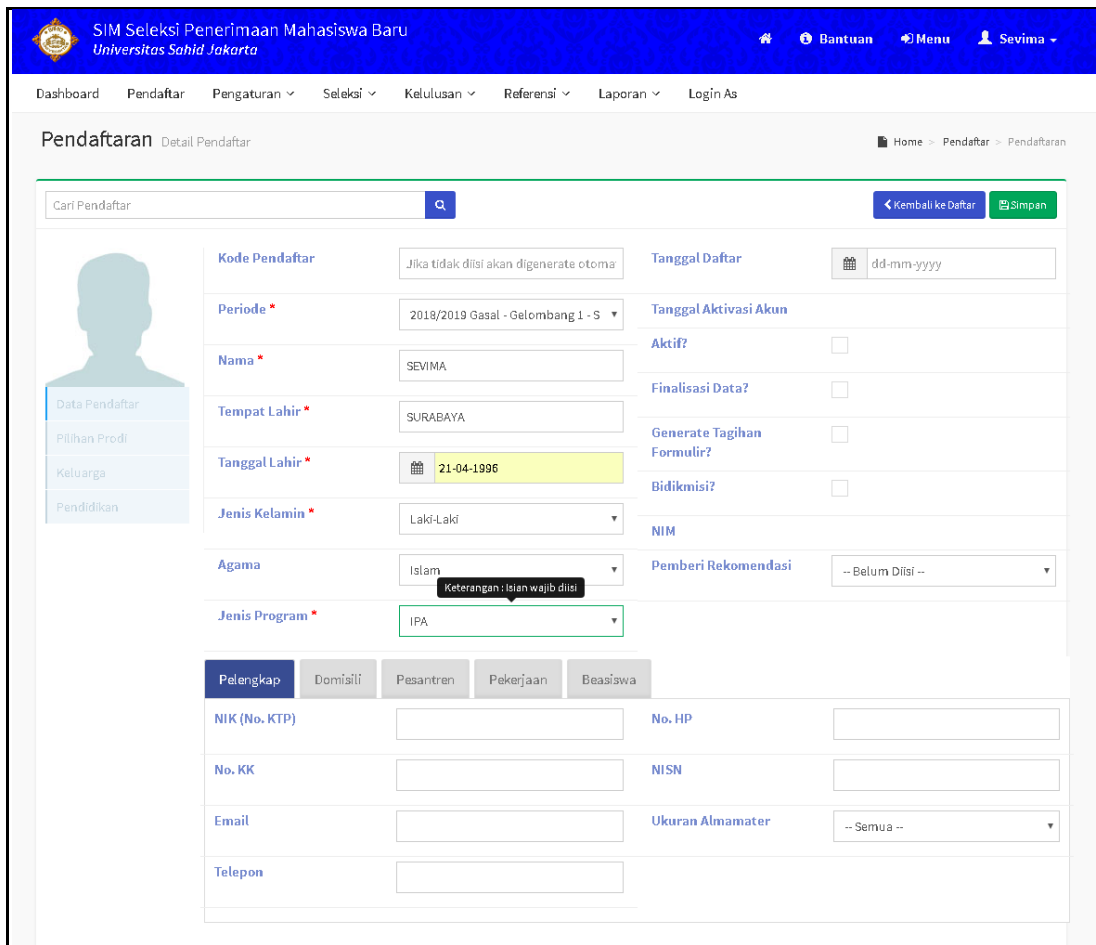 SIM Seleksi Penerimaan Mahasiswa Baru
Universitas Sahid Jakarta
Bantuan Menu Sevima
Dashboard Pendaftar Pengaturan Seleksi Kelulusan Referensi Laporan Login As
Pendaftaran Detail Pendaftar
Home > Pendaftar > Pendaftaran
Cari Pendaftar
Kembali ke Daftar Simpan
Data Pendaftar
Pilihan Prodi
Keluarga
Pendidikan
Kode Pendaftar Jika tidak diisi akan digenerate otoma
Periode * 2018/2019 Gasal - Gelombang 1 - S
Nama * SEVIMA
Tempat Lahir * SURABAYA
Tanggal Lahir * 21-04-1996
Jenis Kelamin * Laki-Laki
Agama Islam
Keterangan : Isian wajib diisi
Jenis Program * IPA
Tanggal Daftar dd-mm-yyyy
Tanggal Aktivasi Akun
Aktif?
Finalisasi Data?
Generate Tagihan
Formulir?
Bidikmisi?
NIM
Pemberi Rekomendasi -- Belum Diisi --
Pelengkap Domisili Pesantren Pekerjaan Beasiswa
NIK (No. KTP)
No. KK
Email
Telepon
No. HP
NISN
Ukuran Almamater -- Semua --